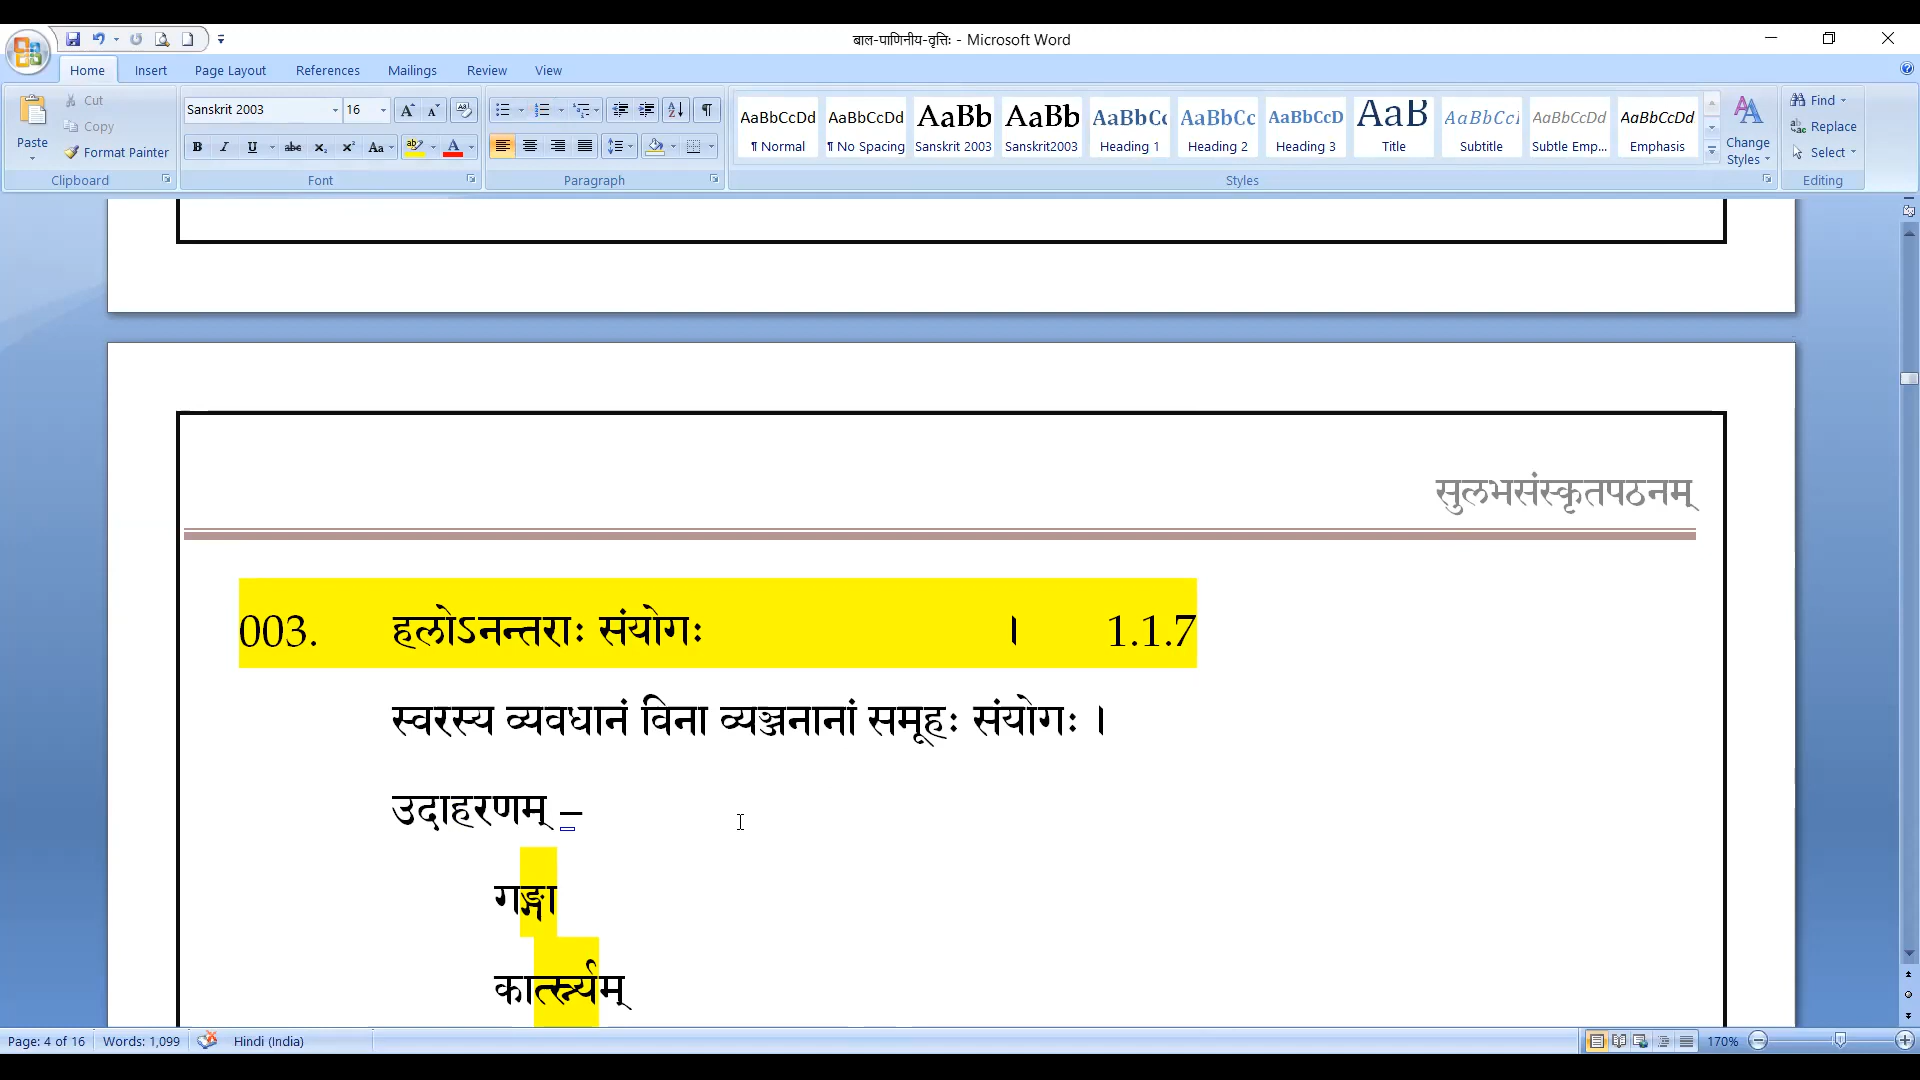 बाल-पाणिनीय-वृत्तिः - Microsoft Word
Home Insert Page Layout References Mailings Review View
Paste Cut Copy Format Painter Clipboard
Sanskrit 2003 16 Font
Paragraph
AaBbCcDd AaBbCcDd AaBb AaBb AaBbCc AaBbCc AaBbCcD AaB AaBbCcI AaBbCcDd AaBbCcDd
¶ Normal ¶ No Spacing Sanskrit 2003 Sanskrit2003 Heading 1 Heading 2 Heading 3 Title Subtitle Subtle Emp... Emphasis
Styles
Change Styles
Find Replace Select Editing
सुलभसंस्कृतपठनम्
003. हलोऽनन्तराः संयोगः । 1.1.7
स्वरस्य व्यवधानं विना व्यञ्जनानां समूहः संयोगः ।
उदाहरणम् –
गङ्गा
कार्त्स्न्यम्
Page: 4 of 16 Words: 1,099 Hindi (India) 170%